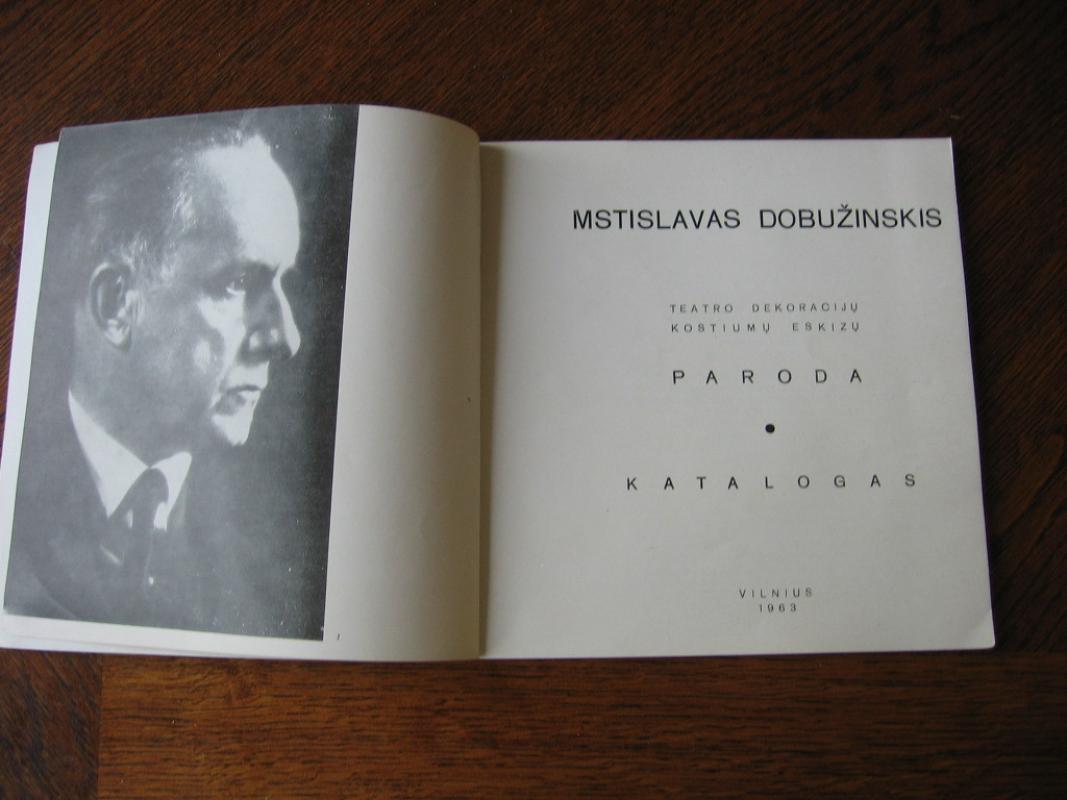 MSTISLAVAS DOBUŽINSKIS
TEATRO DEKORACIJŲ
KOSTIUMŲ ESKIZŲ
PARODA
KATALOGAS
VILNIUS
1963